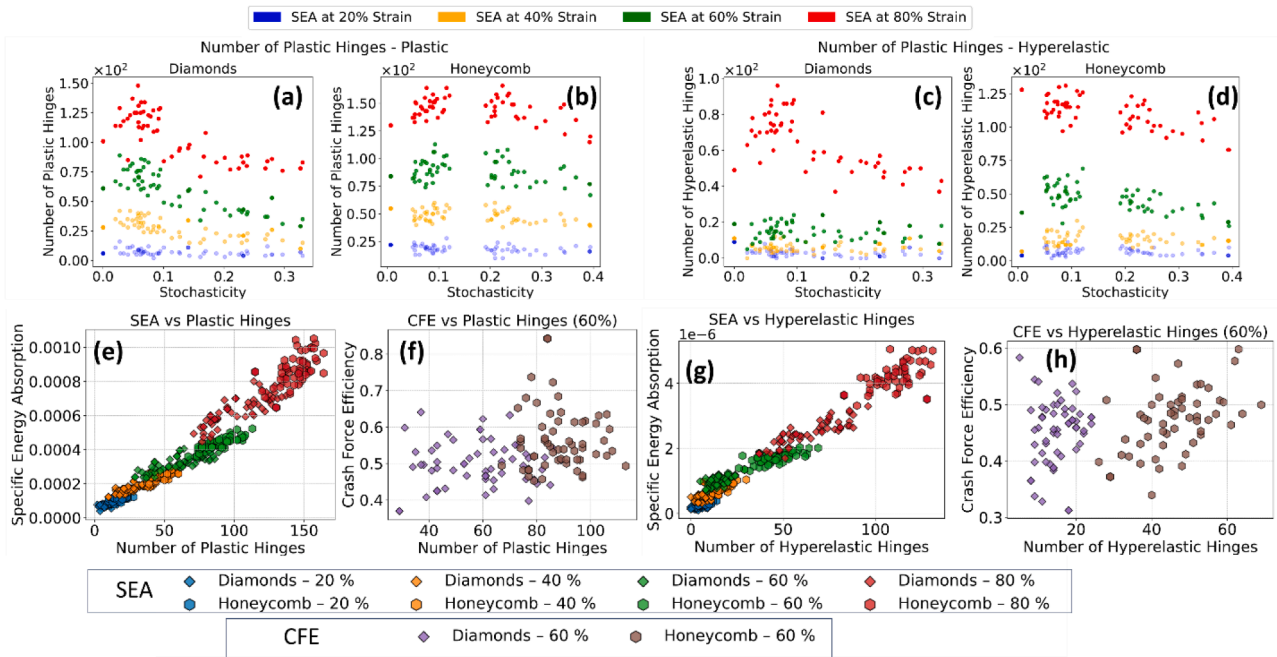 SEA at 20% Strain SEA at 40% Strain SEA at 60% Strain SEA at 80% Strain
Number of Plastic Hinges - Plastic
Number of Plastic Hinges - Hyperelastic
×10² Diamonds
(a)
Number of Plastic Hinges
1.50
1.25
1.00
0.75
0.50
0.25
0.00
0.0 0.1 0.2 0.3
Stochasticity
×10² Honeycomb
(b)
Number of Plastic Hinges
1.50
1.25
1.00
0.75
0.50
0.25
0.0 0.1 0.2 0.3 0.4
Stochasticity
×10² Diamonds
(c)
Number of Hyperelastic Hinges
1.0
0.8
0.6
0.4
0.2
0.0
0.0 0.1 0.2 0.3
Stochasticity
×10² Honeycomb
(d)
Number of Hyperelastic Hinges
1.25
1.00
0.75
0.50
0.25
0.00
0.0 0.1 0.2 0.3 0.4
Stochasticity
SEA vs Plastic Hinges
(e)
Specific Energy Absorption
0.0010
0.0008
0.0006
0.0004
0.0002
0.0000
0 50 100 150
Number of Plastic Hinges
CFE vs Plastic Hinges (60%)
(f)
Crash Force Efficiency
0.8
0.7
0.6
0.5
0.4
40 60 80 100
Number of Plastic Hinges
SEA vs Hyperelastic Hinges
1e−6
(g)
Specific Energy Absorption
4
2
0
0 50 100
Number of Hyperelastic Hinges
CFE vs Hyperelastic Hinges (60%)
(h)
Crash Force Efficiency
0.6
0.5
0.4
0.3
20 40 60
Number of Hyperelastic Hinges
SEA
Diamonds – 20 % Diamonds – 40 % Diamonds – 60 % Diamonds – 80 %
Honeycomb – 20 % Honeycomb – 40 % Honeycomb – 60 % Honeycomb – 80 %
CFE Diamonds – 60 % Honeycomb – 60 %